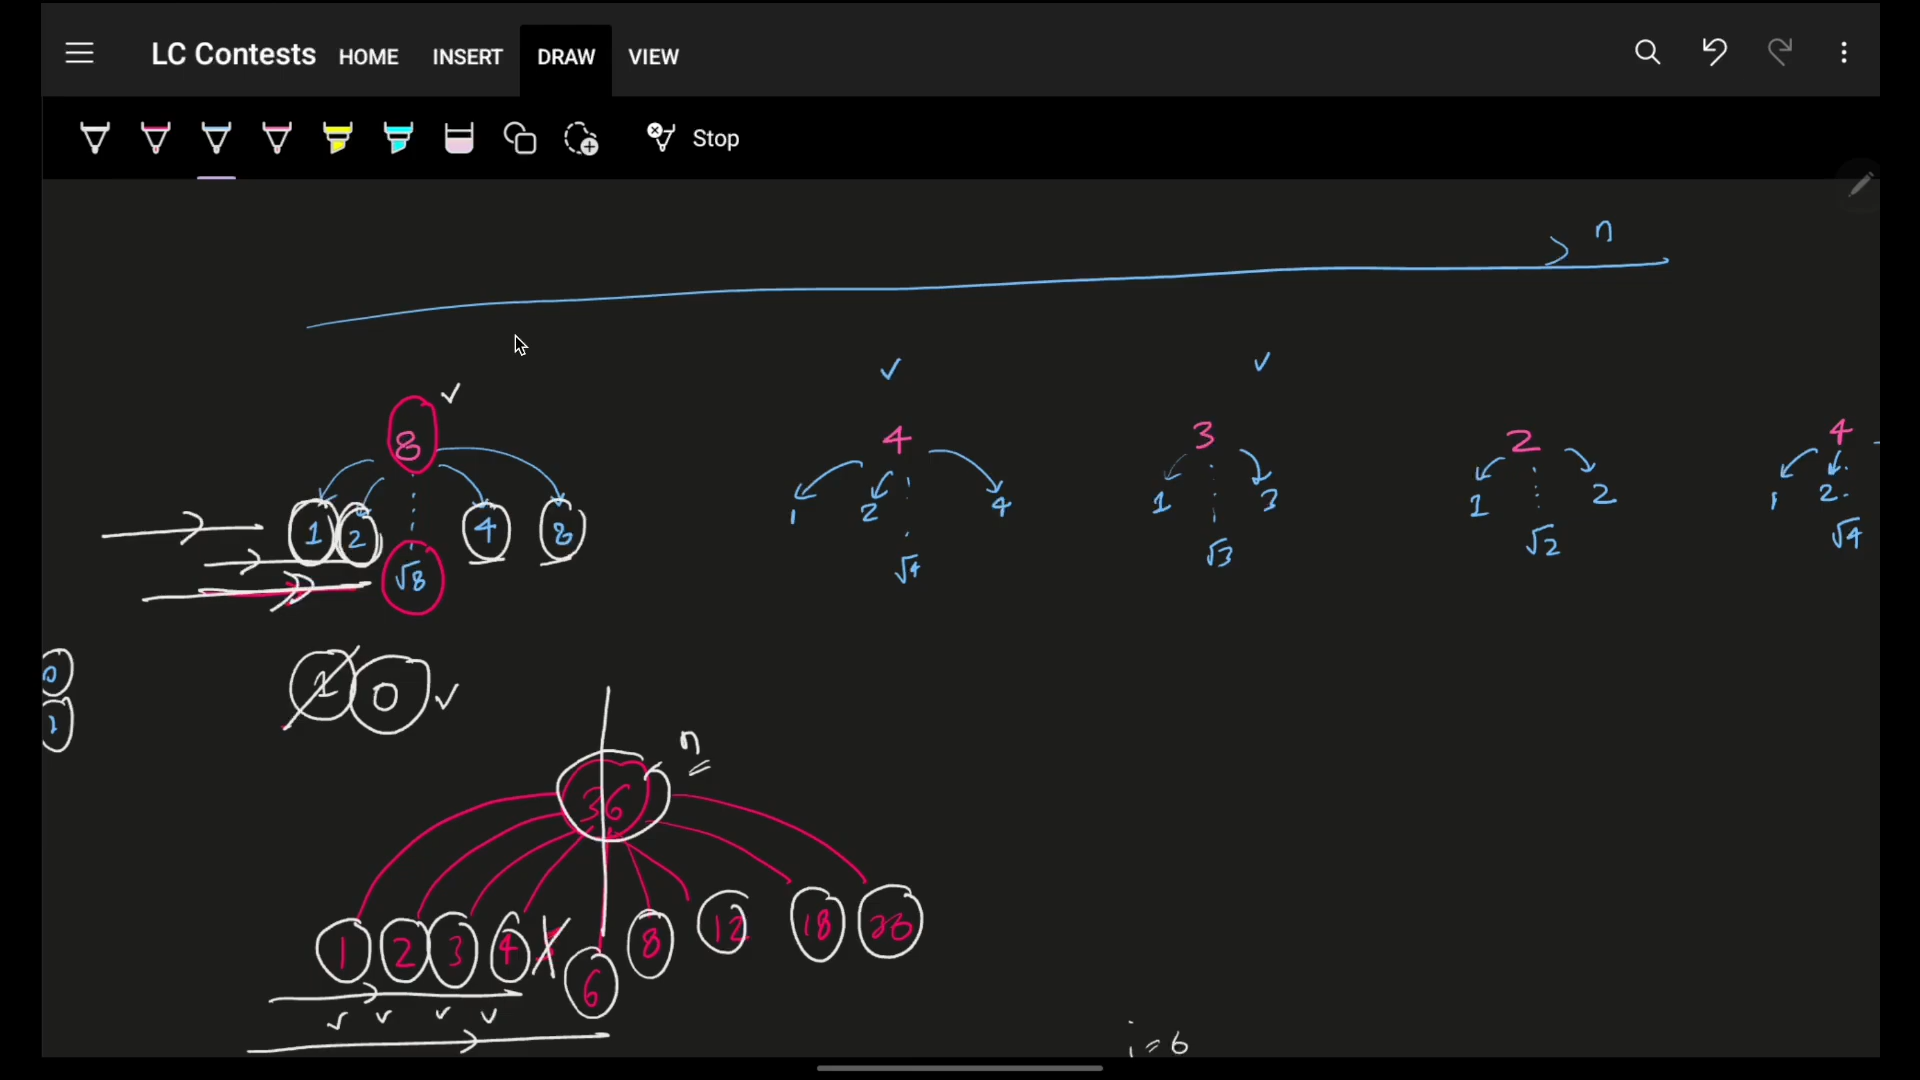 LC Contests HOME INSERT DRAW VIEW
Stop
n
8 4 3 2 4
1 2 4 8 1 2 4 1 3 1 2 1 2
√8 √4 √3 √2 √4
0 1 0
1
n
36
1 2 3 4 6 8 12 18
i = 6